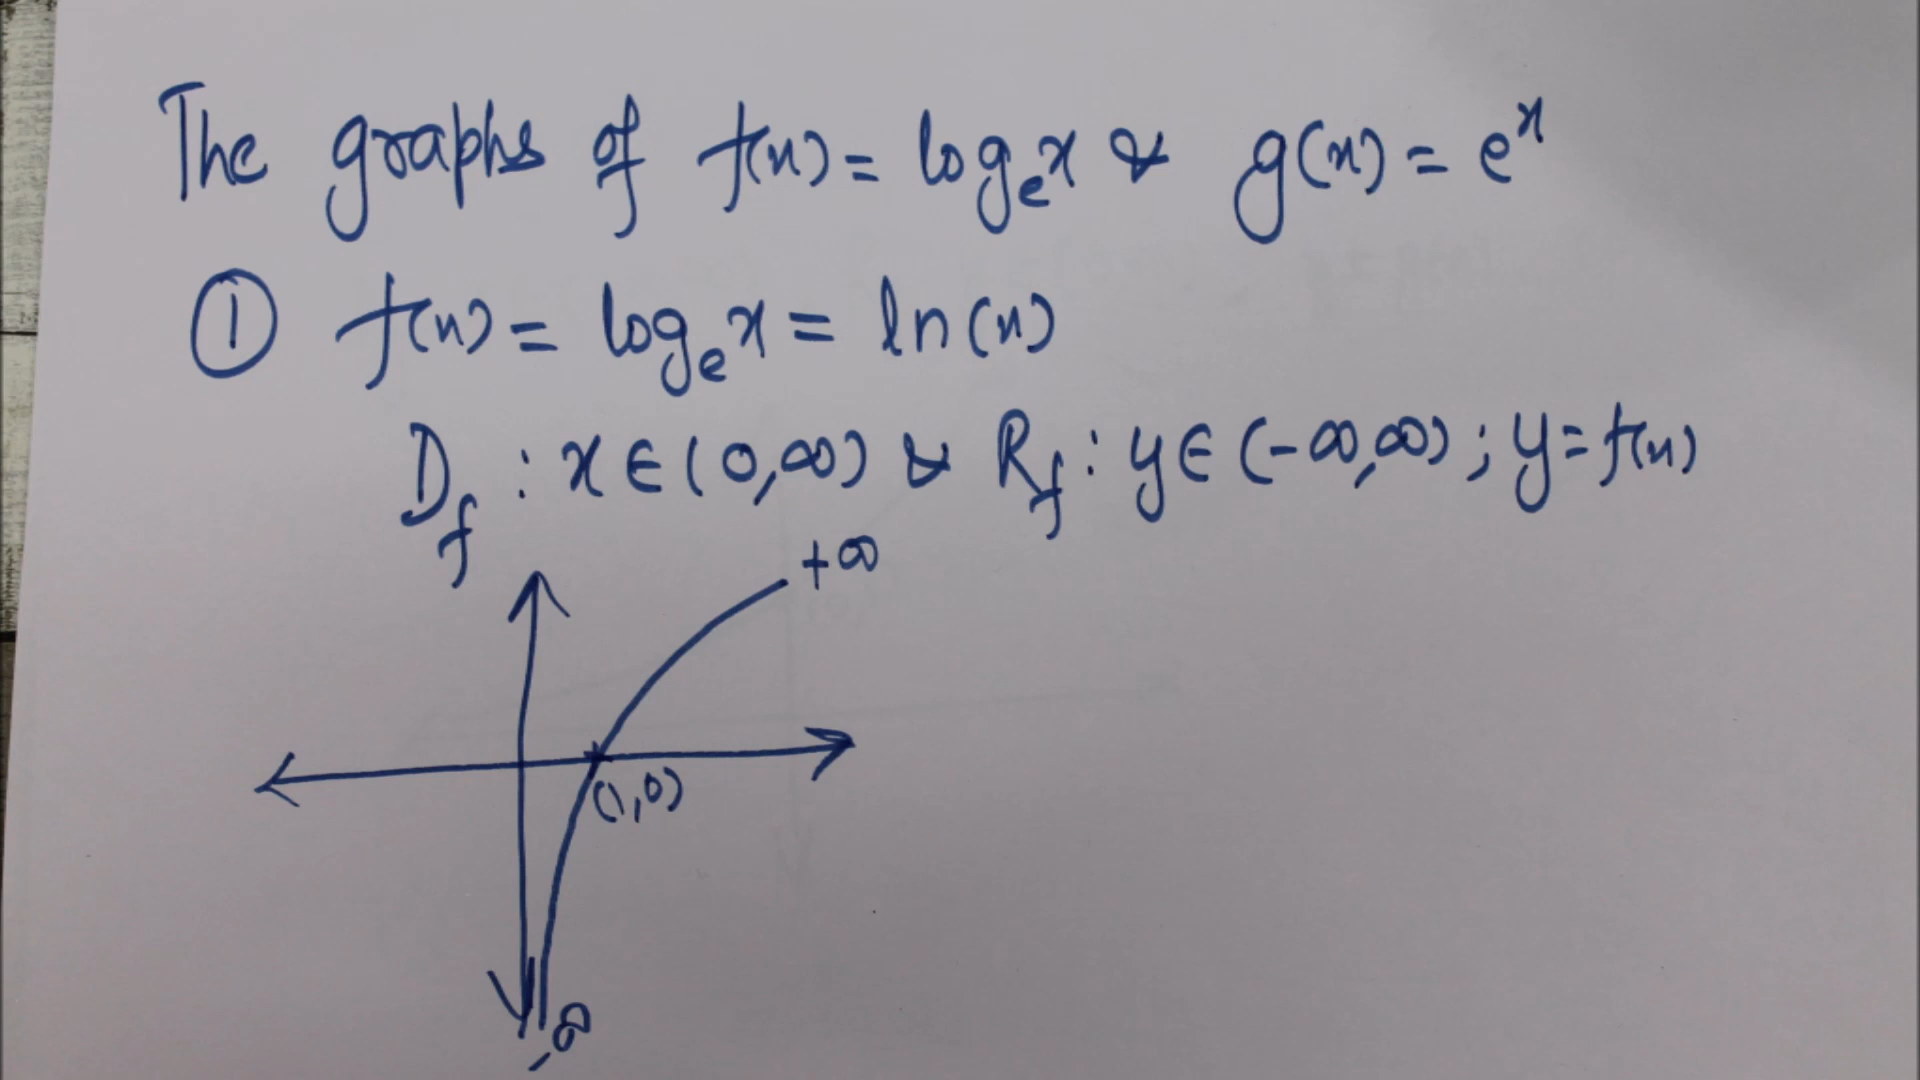 The graphs of f(x) = logₑx & g(x) = eˣ
① f(x) = logₑx = ln(x)
D_f : x ∈ (0,∞) & R_f : y ∈ (-∞,∞) ; y = f(x)
+∞
(1,0)
-∞